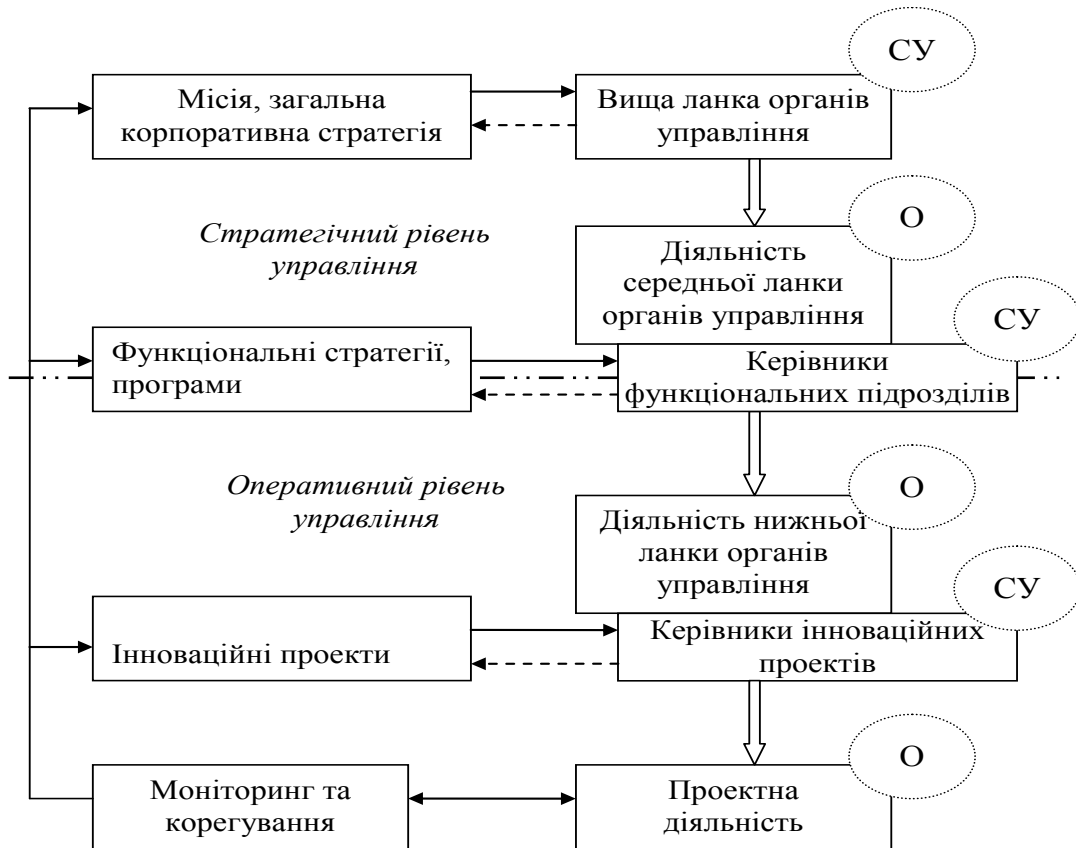 СУ
Місія, загальна
корпоративна стратегія
Вища ланка органів
управління
О
Стратегічний рівень
управління
Діяльність
середньої ланки
органів управління
СУ
Функціональні стратегії,
програми
Керівники
функціональних підрозділів
О
Оперативний рівень
управління
Діяльність нижньої
ланки органів
управління
СУ
Інноваційні проекти
Керівники інноваційних
проектів
О
Моніторинг та
корегування
Проектна
діяльність